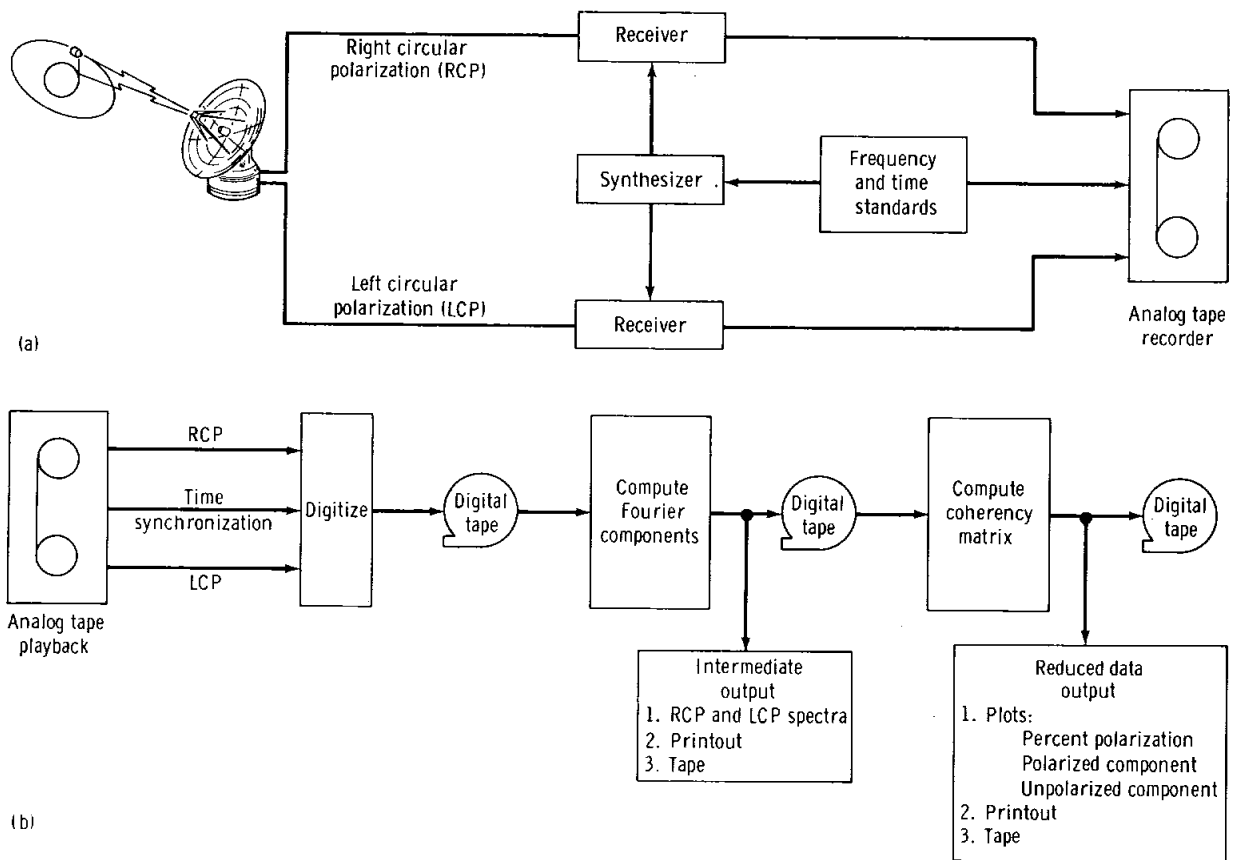 Right circular
polarization (RCP)
Receiver
Synthesizer
Frequency
and time
standards
Left circular
polarization (LCP)
Receiver
Analog tape
recorder
(a)
RCP
Time
synchronization
LCP
Analog tape
playback
Digitize
Digital
tape
Compute
Fourier
components
Digital
tape
Compute
coherency
matrix
Digital
tape
Intermediate
output
1. RCP and LCP spectra
2. Printout
3. Tape
Reduced data
output
1. Plots:
Percent polarization
Polarized component
Unpolarized component
2. Printout
3. Tape
(b)